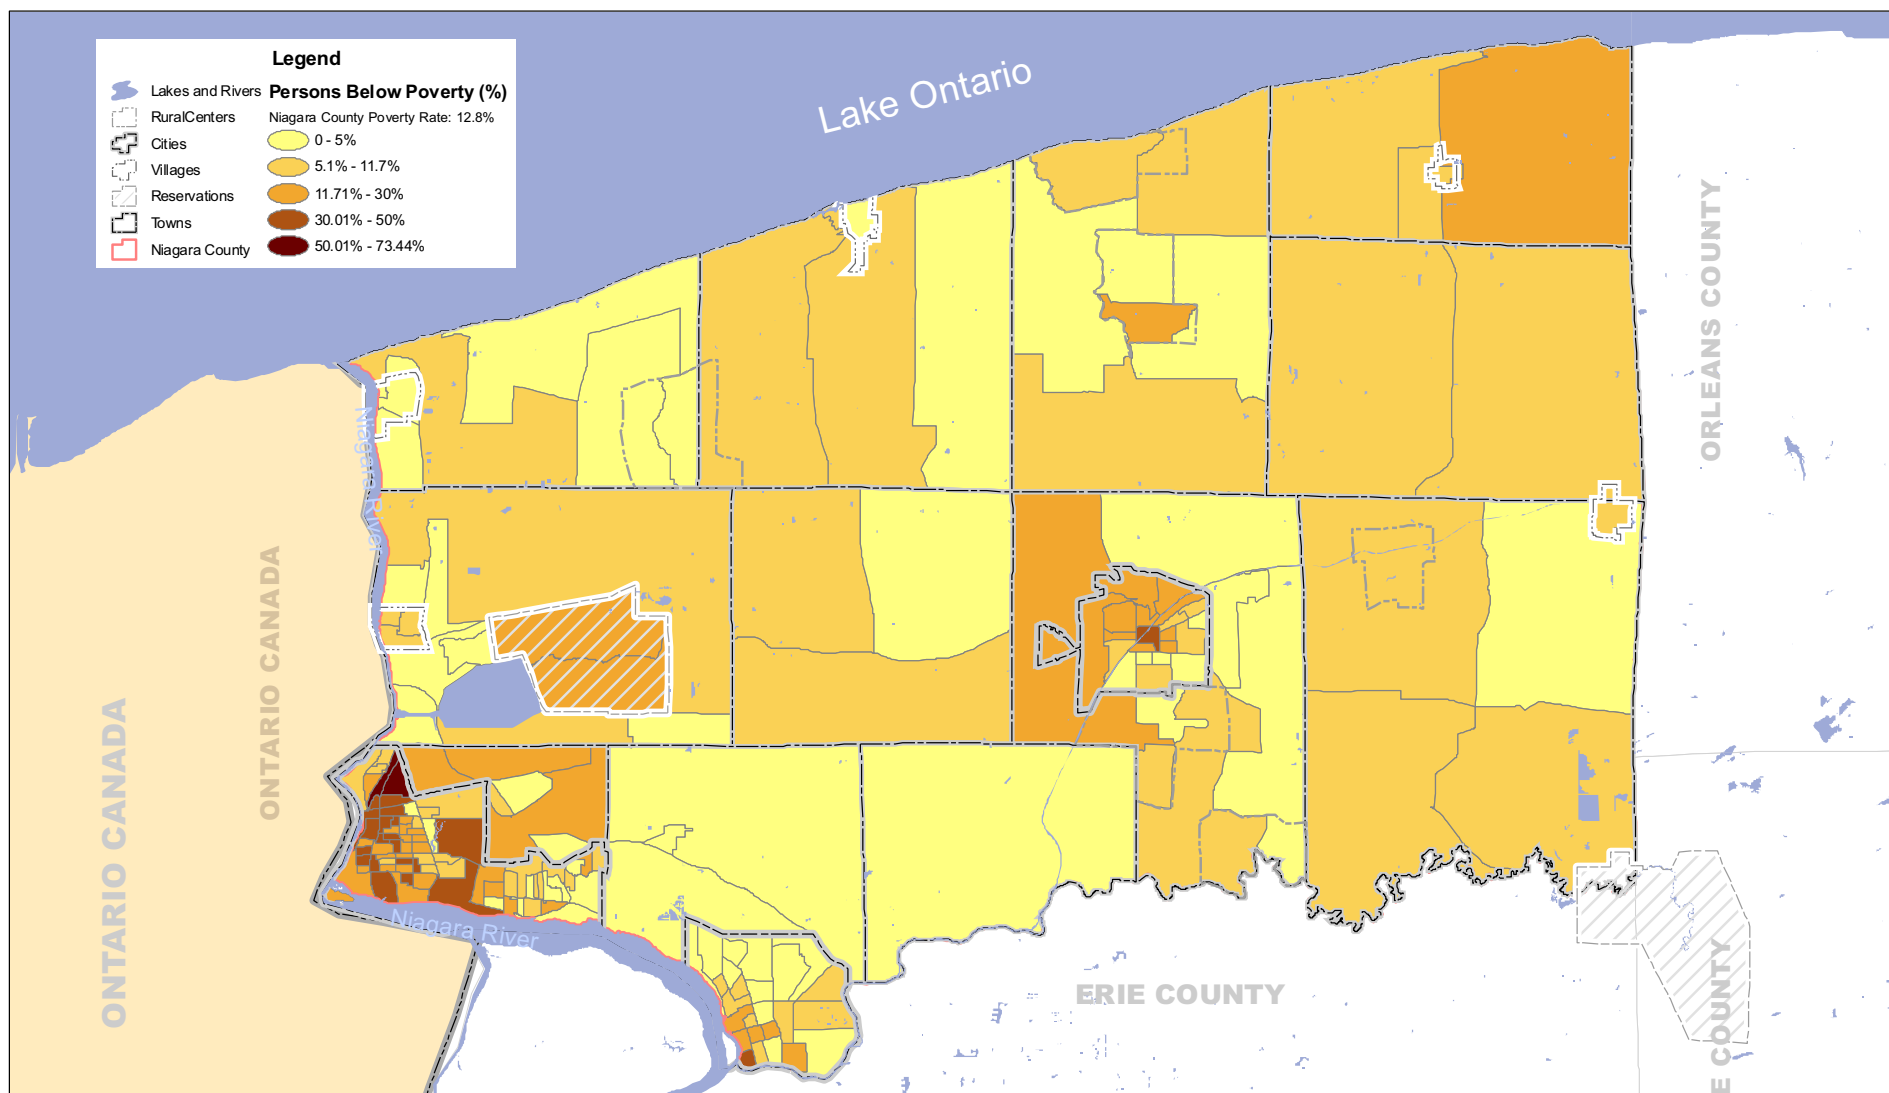 Legend
Lakes and Rivers
RuralCenters
Cities
Villages
Reservations
Towns
Niagara County
Persons Below Poverty (%)
Niagara County Poverty Rate: 12.8%
0 - 5%
5.1% - 11.7%
11.71% - 30%
30.01% - 50%
50.01% - 73.44%
Lake Ontario
ORLEANS COUNTY
Niagara River
Niagara River
ONTARIO CANADA
ONTARIO CANADA
Niagara River
ERIE COUNTY
E COUNTY